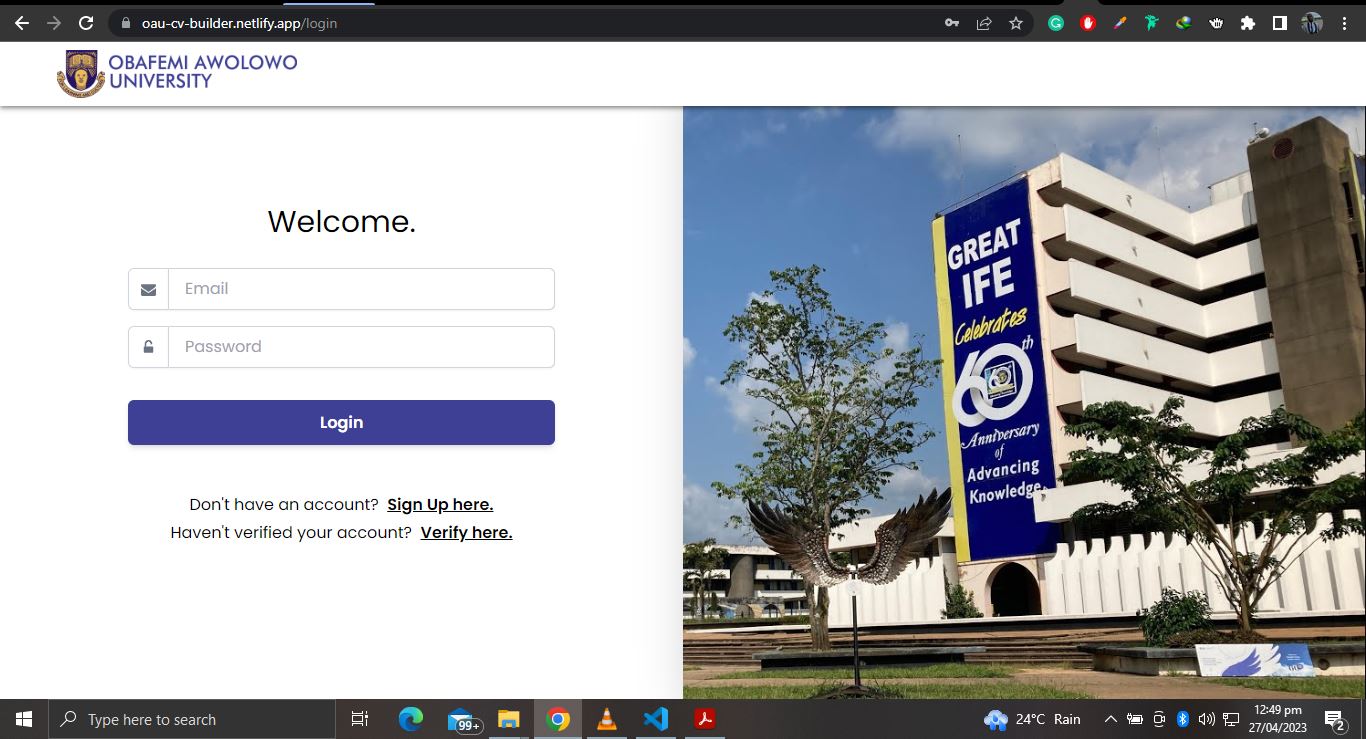 oau-cv-builder.netlify.app/login
OBAFEMI AWOLOWO
UNIVERSITY
Welcome.
Email
Password
Login
Don't have an account? Sign Up here.
Haven't verified your account? Verify here.
GREAT
IFE
Celebrates
60th
Anniversary
of
Advancing
Knowledge
Type here to search
99+
24°C Rain
12:49 pm
27/04/2023
2